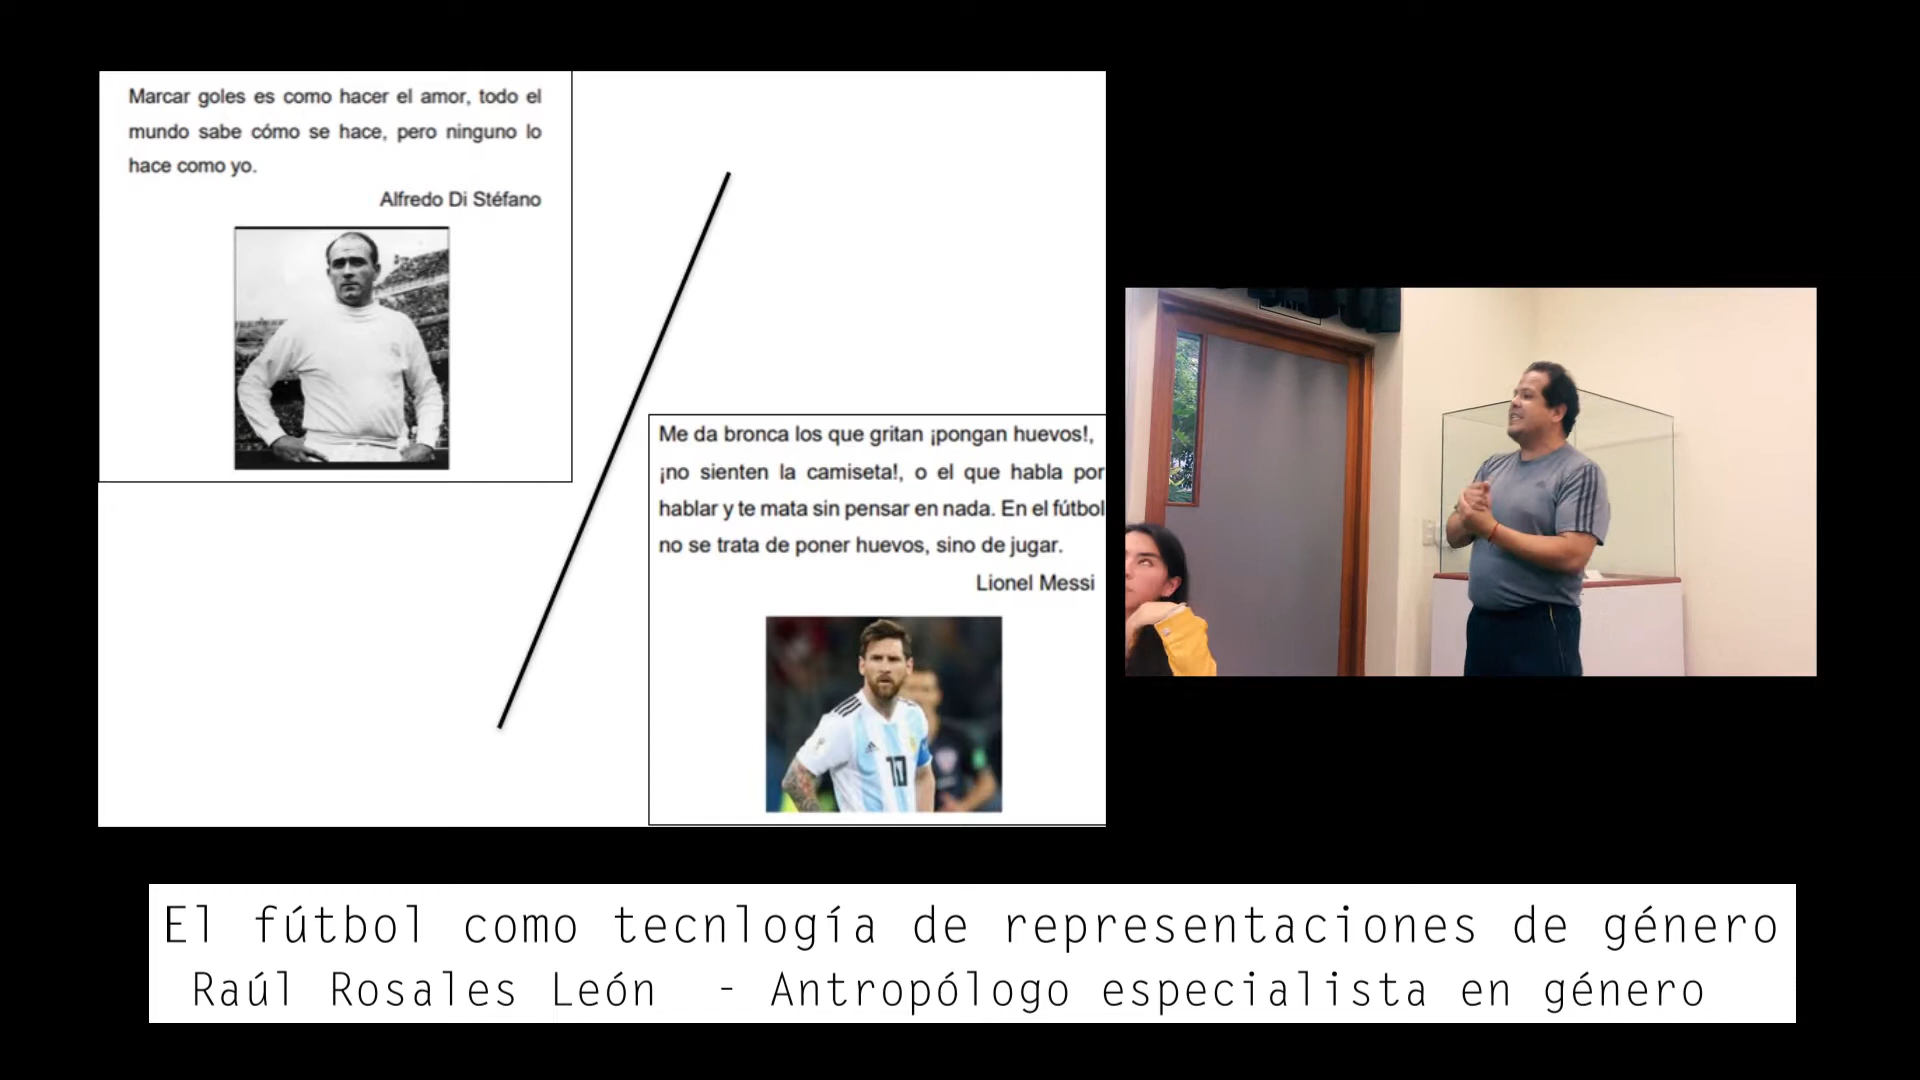 Marcar goles es como hacer el amor, todo el
mundo sabe cómo se hace, pero ninguno lo
hace como yo.
Alfredo Di Stéfano
Me da bronca los que gritan ¡pongan huevos!,
¡no sienten la camiseta!, o el que habla por
hablar y te mata sin pensar en nada. En el fútbol
no se trata de poner huevos, sino de jugar.
Lionel Messi
10
El fútbol como tecnlogía de representaciones de género
Raúl Rosales León - Antropólogo especialista en género